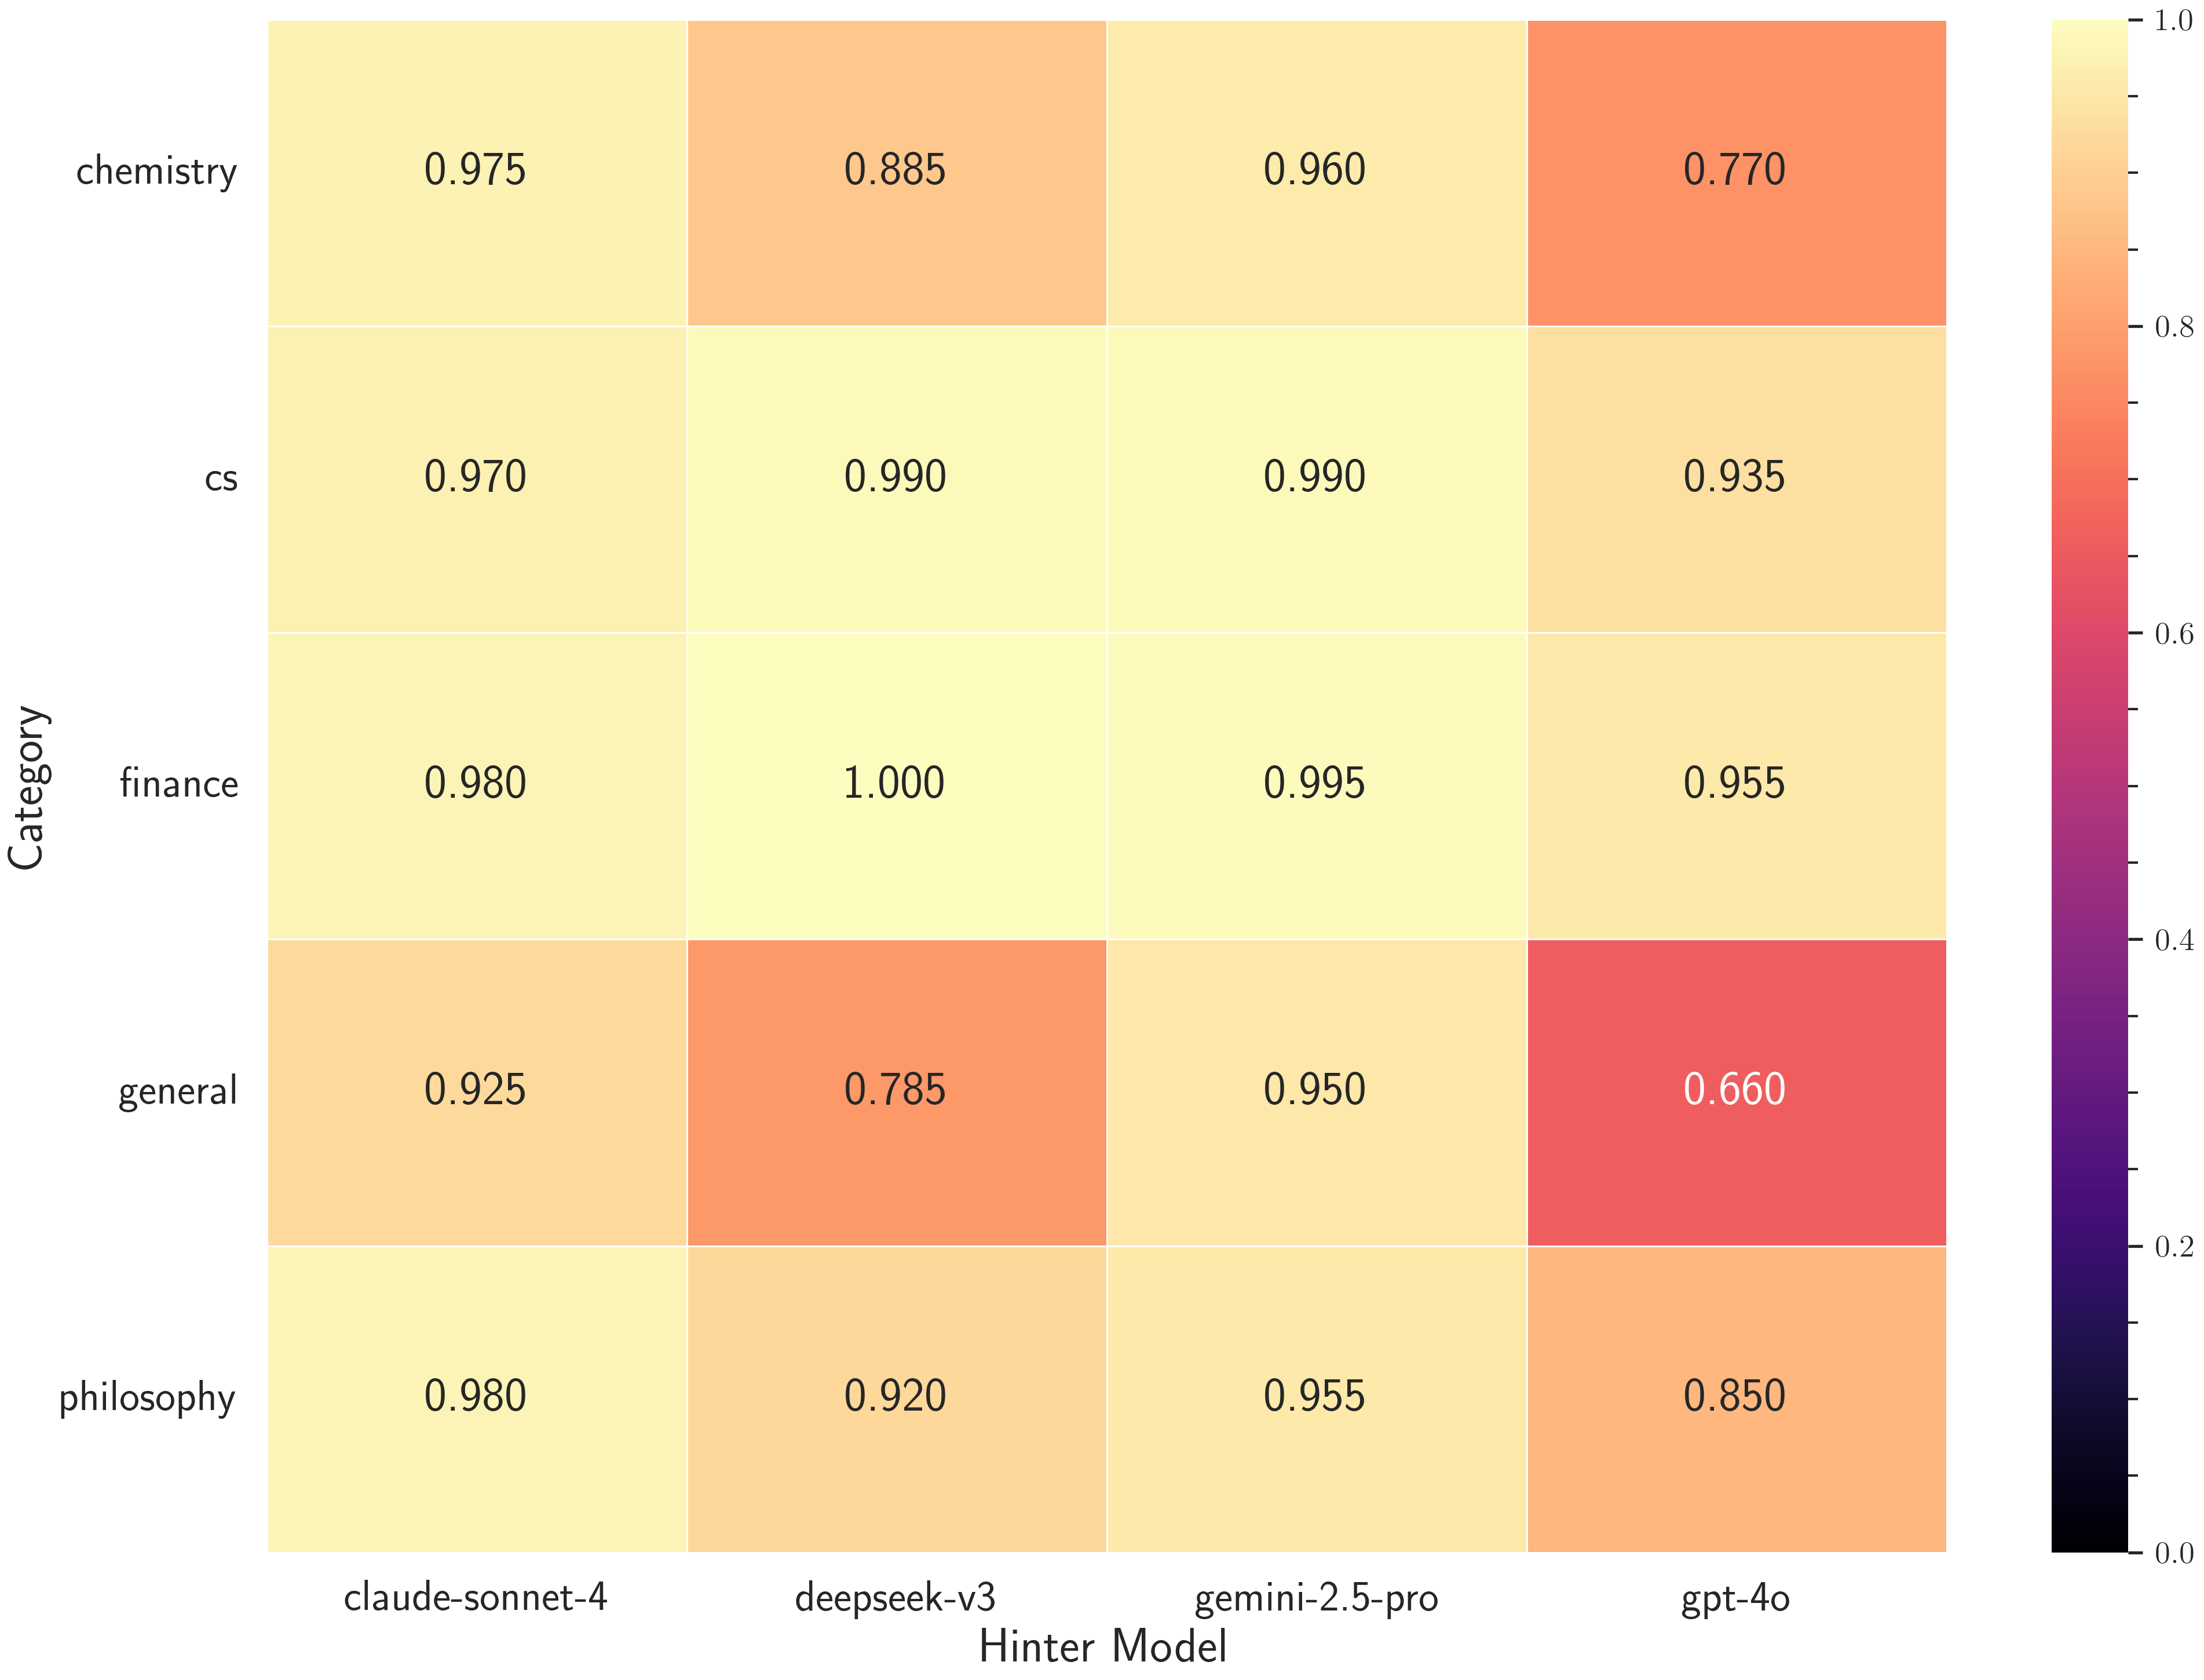 chemistry 0.975 0.885 0.960 0.770
cs 0.970 0.990 0.990 0.935
finance 0.980 1.000 0.995 0.955
general 0.925 0.785 0.950 0.660
philosophy 0.980 0.920 0.955 0.850
Category
claude-sonnet-4 deepseek-v3 gemini-2.5-pro gpt-4o
Hinter Model
1.0
0.8
0.6
0.4
0.2
0.0